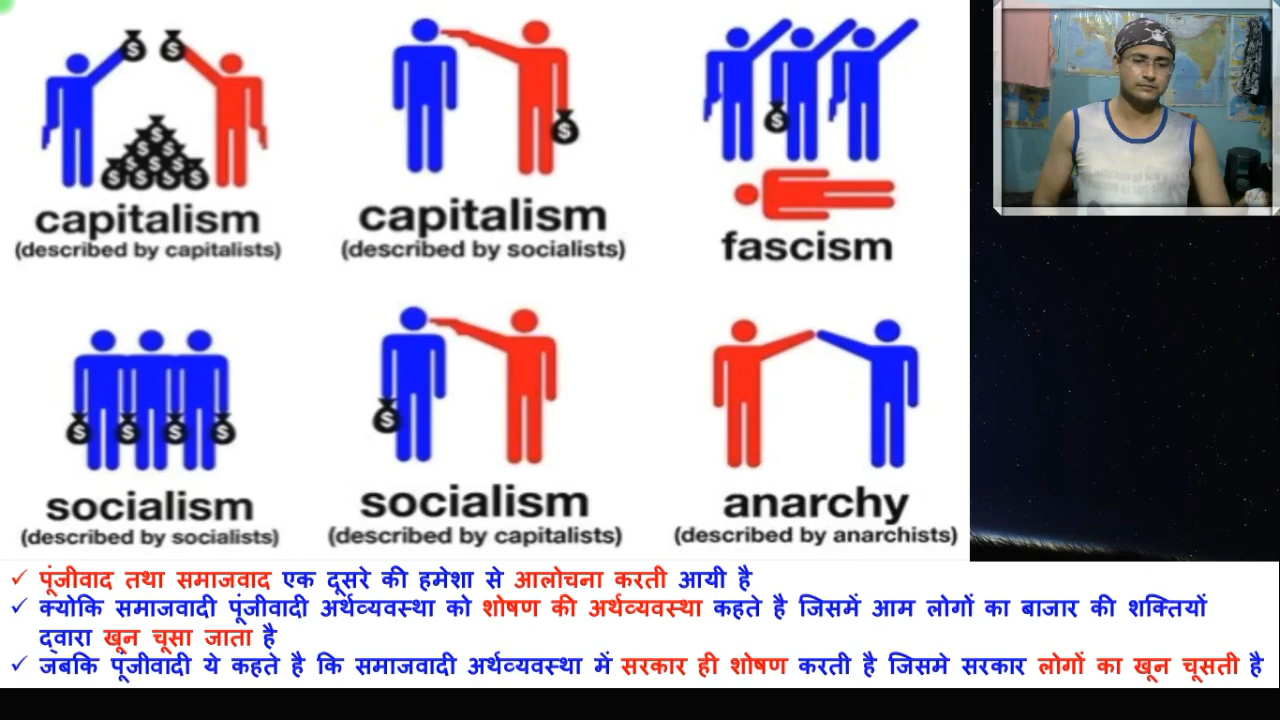 capitalism
(described by capitalists)
capitalism
(described by socialists)
fascism
socialism
(described by socialists)
socialism
(described by capitalists)
anarchy
(described by anarchists)
✓ पूंजीवाद तथा समाजवाद एक दूसरे की हमेशा से आलोचना करती आयी है
✓ क्योकि समाजवादी पूंजीवादी अर्थव्यवस्था को शोषण की अर्थव्यवस्था कहते है जिसमें आम लोगों का बाजार की शक्तियों
द्वारा खून चूसा जाता है
✓ जबकि पूंजीवादी ये कहते है कि समाजवादी अर्थव्यवस्था में सरकार ही शोषण करती है जिसमे सरकार लोगों का खून चूसती है